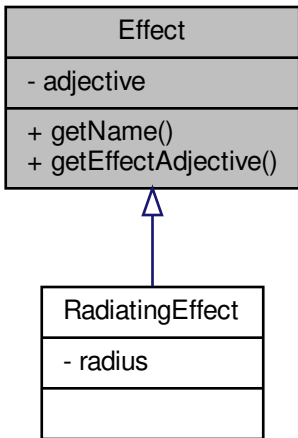 Effect
- adjective
+ getName()
+ getEffectAdjective()
RadiatingEffect
- radius